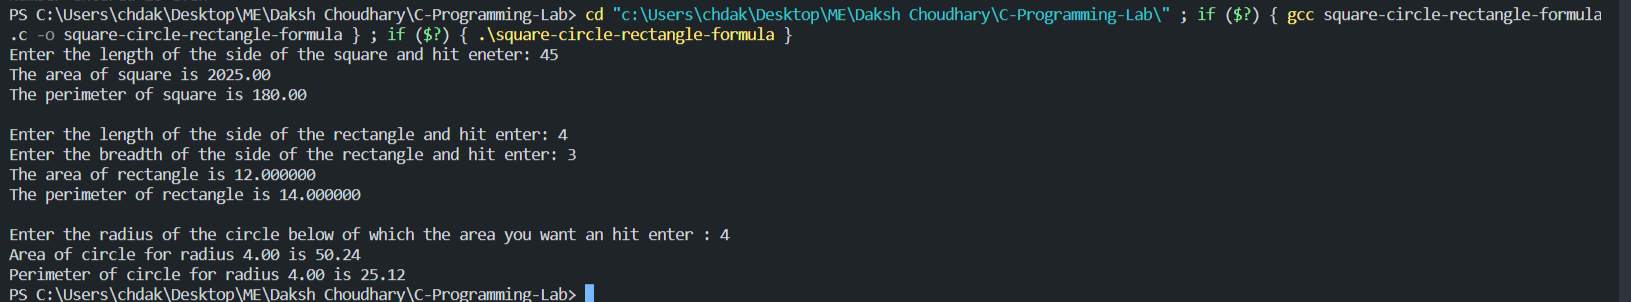 PS C:\Users\chdak\Desktop\ME\Daksh Choudhary\C-Programming-Lab> cd "c:\Users\chdak\Desktop\ME\Daksh Choudhary\C-Programming-Lab\" ; if ($?) { gcc square-circle-rectangle-formula
.c -o square-circle-rectangle-formula } ; if ($?) { .\square-circle-rectangle-formula }
Enter the length of the side of the square and hit eneter: 45
The area of square is 2025.00
The perimeter of square is 180.00
Enter the length of the side of the rectangle and hit enter: 4
Enter the breadth of the side of the rectangle and hit enter: 3
The area of rectangle is 12.000000
The perimeter of rectangle is 14.000000
Enter the radius of the circle below of which the area you want an hit enter : 4
Area of circle for radius 4.00 is 50.24
Perimeter of circle for radius 4.00 is 25.12
PS C:\Users\chdak\Desktop\ME\Daksh Choudhary\C-Programming-Lab>